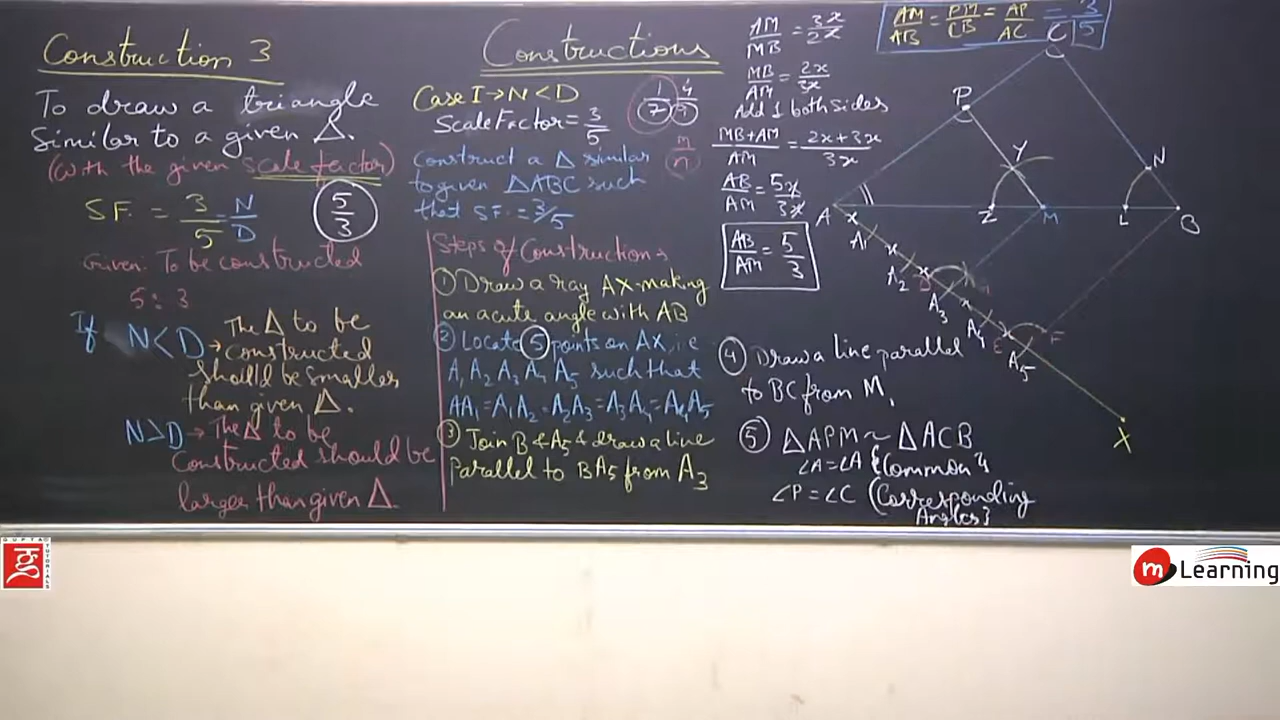 Construction 3
To draw a triangle
Similar to a given Δ.
(with the given scale factor)
S.F. = 3/5 = N/D
5/3
Given: To be constructed
5 : 3
If N<D → The Δ to be
constructed
should be smaller
than given Δ.
N>D → The Δ to be
constructed should be
larger than given Δ.
Constructions
Case I → N<D
Scale Factor = 3/5
1/7 4/7
m/n
Construct a Δ similar
to given ΔABC such
that SF. = 3/5
Steps of Constructions
① Draw a ray AX making
an acute angle with AB
② Locate 5 points on AX, i.e
A₁ A₂ A₃ A₄ A₅ such that
AA₁ = A₁A₂ = A₂A₃ = A₃A₄ = A₄A₅
③ Join B & A₅ & draw a line
Parallel to BA₅ from A₃
AM/MB = 3x/2x
MB/AM = 2x/3x
Add 1 both sides
MB+AM/AM = 2x+3x/3x
AB/AM = 5x/3x
AB/AM = 5/3
④ Draw a line parallel
to BC from M,
⑤ ΔAPM ~ ΔACB
∠A = ∠A {Common}
∠P = ∠C {Corresponding
Angles}
AM/AB = PM/CB = AP/AC = 3/5
C
P
Y
N
A
Z
M
L
B
A₁
A₂
D
A₃
A₄
E
F
A₅
X
GUPTA TUTORIALS
m Learning